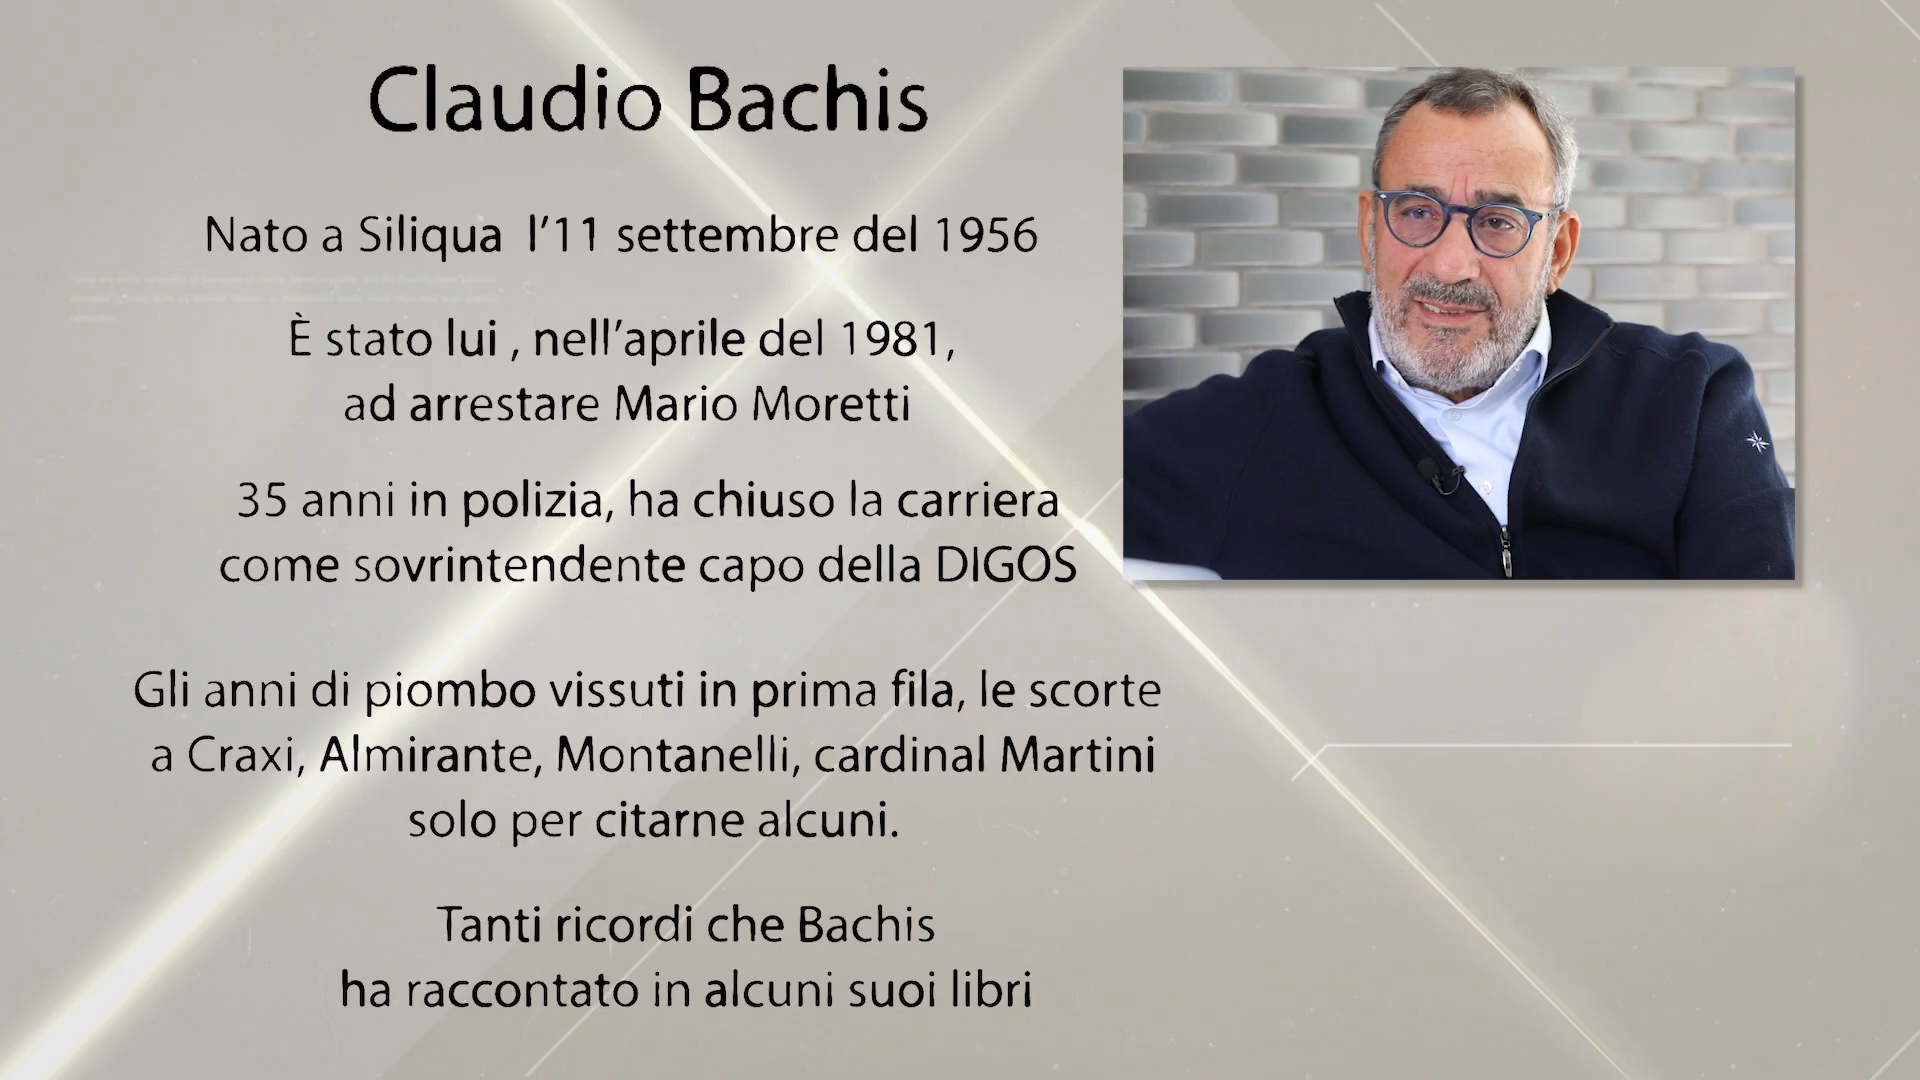 Claudio Bachis
Nato a Siliqua l'11 settembre del 1956
È stato lui , nell'aprile del 1981,
ad arrestare Mario Moretti
35 anni in polizia, ha chiuso la carriera
come sovrintendente capo della DIGOS
Gli anni di piombo vissuti in prima fila, le scorte
a Craxi, Almirante, Montanelli, cardinal Martini
solo per citarne alcuni.
Tanti ricordi che Bachis
ha raccontato in alcuni suoi libri